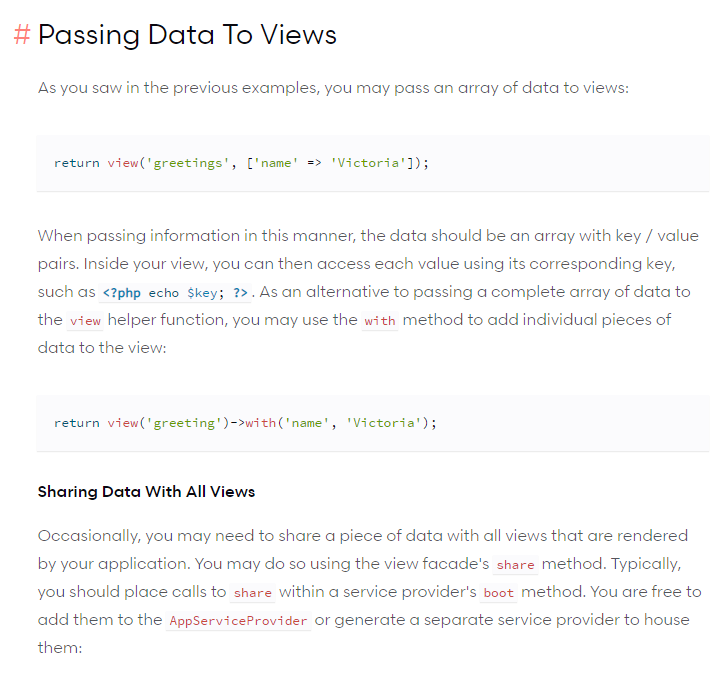 # Passing Data To Views
As you saw in the previous examples, you may pass an array of data to views:
return view('greetings', ['name' => 'Victoria']);
When passing information in this manner, the data should be an array with key / value
pairs. Inside your view, you can then access each value using its corresponding key,
such as <?php echo $key; ?>. As an alternative to passing a complete array of data to
the view helper function, you may use the with method to add individual pieces of
data to the view:
return view('greeting')->with('name', 'Victoria');
Sharing Data With All Views
Occasionally, you may need to share a piece of data with all views that are rendered
by your application. You may do so using the view facade's share method. Typically,
you should place calls to share within a service provider's boot method. You are free to
add them to the AppServiceProvider or generate a separate service provider to house
them: